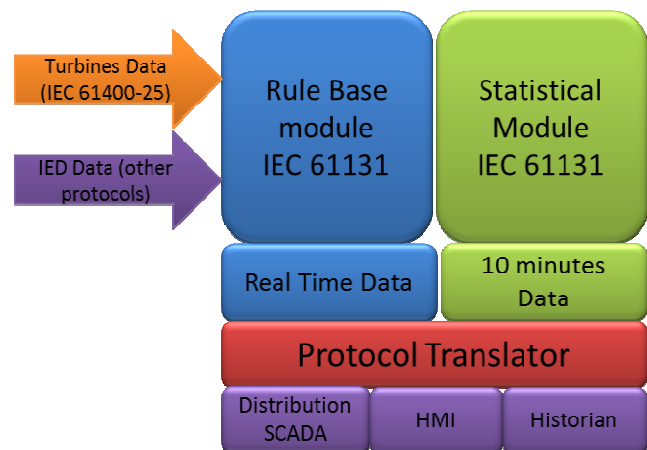 Turbines Data
(IEC 61400-25)
IED Data (other
protocols)
Rule Base
module
IEC 61131
Statistical
Module
IEC 61131
Real Time Data
10 minutes
Data
Protocol Translator
Distribution
SCADA
HMI
Historian